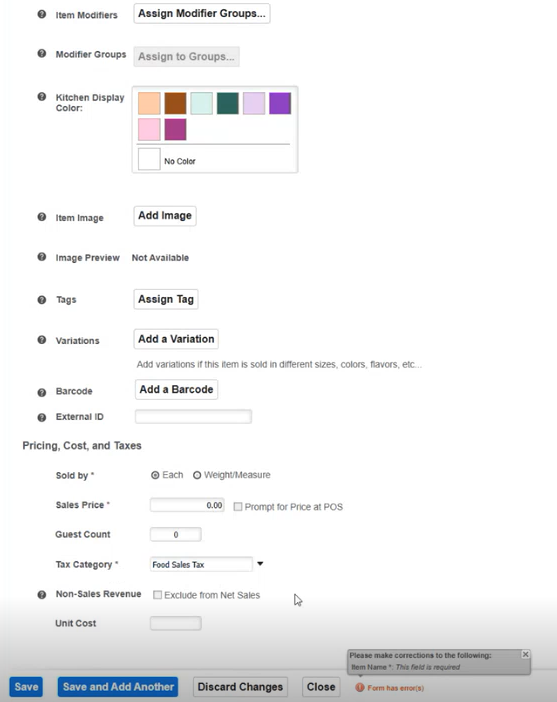 Item Modifiers Assign Modifier Groups...
Modifier Groups Assign to Groups...
Kitchen Display
Color:
No Color
Item Image Add Image
Image Preview Not Available
Tags Assign Tag
Variations Add a Variation
Add variations if this item is sold in different sizes, colors, flavors, etc...
Barcode Add a Barcode
External ID
Pricing, Cost, and Taxes
Sold by * Each Weight/Measure
Sales Price * 0.00 Prompt for Price at POS
Guest Count 0
Tax Category * Food Sales Tax
Non-Sales Revenue Exclude from Net Sales
Unit Cost
Please make corrections to the following:
Item Name *: This field is required
Save Save and Add Another Discard Changes Close Form has error(s)